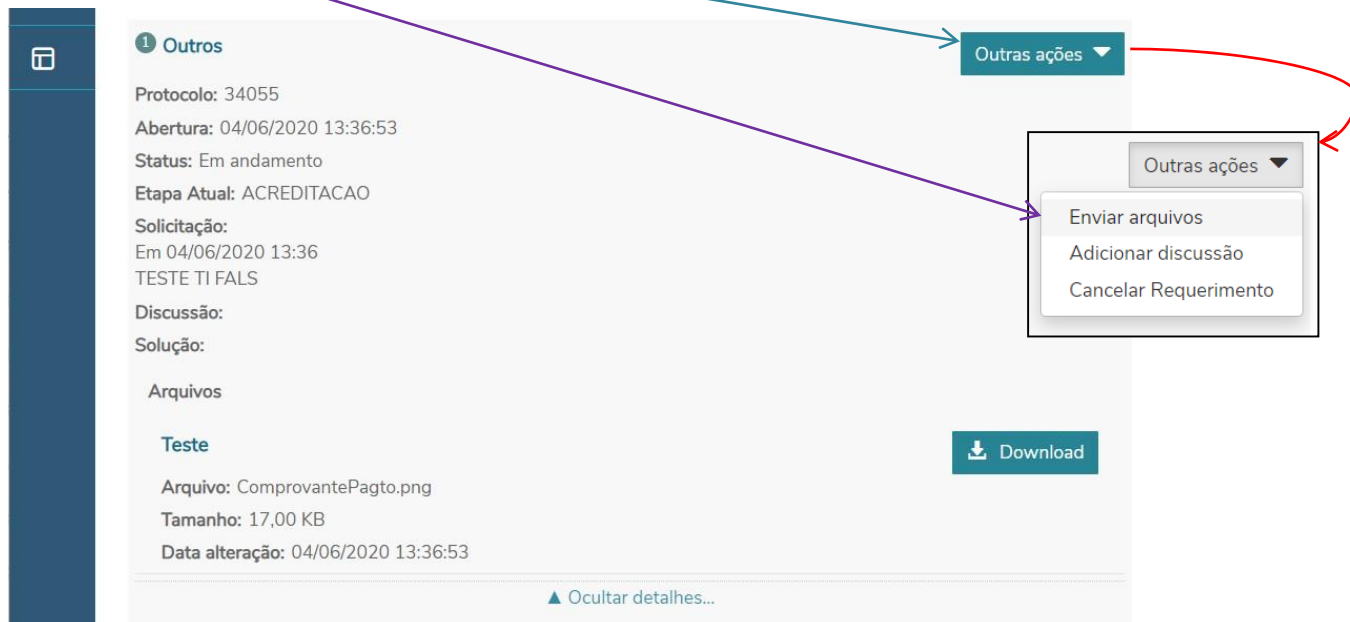 1 Outros
Outras ações
Protocolo: 34055
Abertura: 04/06/2020 13:36:53
Status: Em andamento
Etapa Atual: ACREDITACAO
Solicitação:
Em 04/06/2020 13:36
TESTE TI FALS
Discussão:
Solução:
Outras ações
Enviar arquivos
Adicionar discussão
Cancelar Requerimento
Arquivos
Teste
Download
Arquivo: ComprovantePagto.png
Tamanho: 17,00 KB
Data alteração: 04/06/2020 13:36:53
▲ Ocultar detalhes...